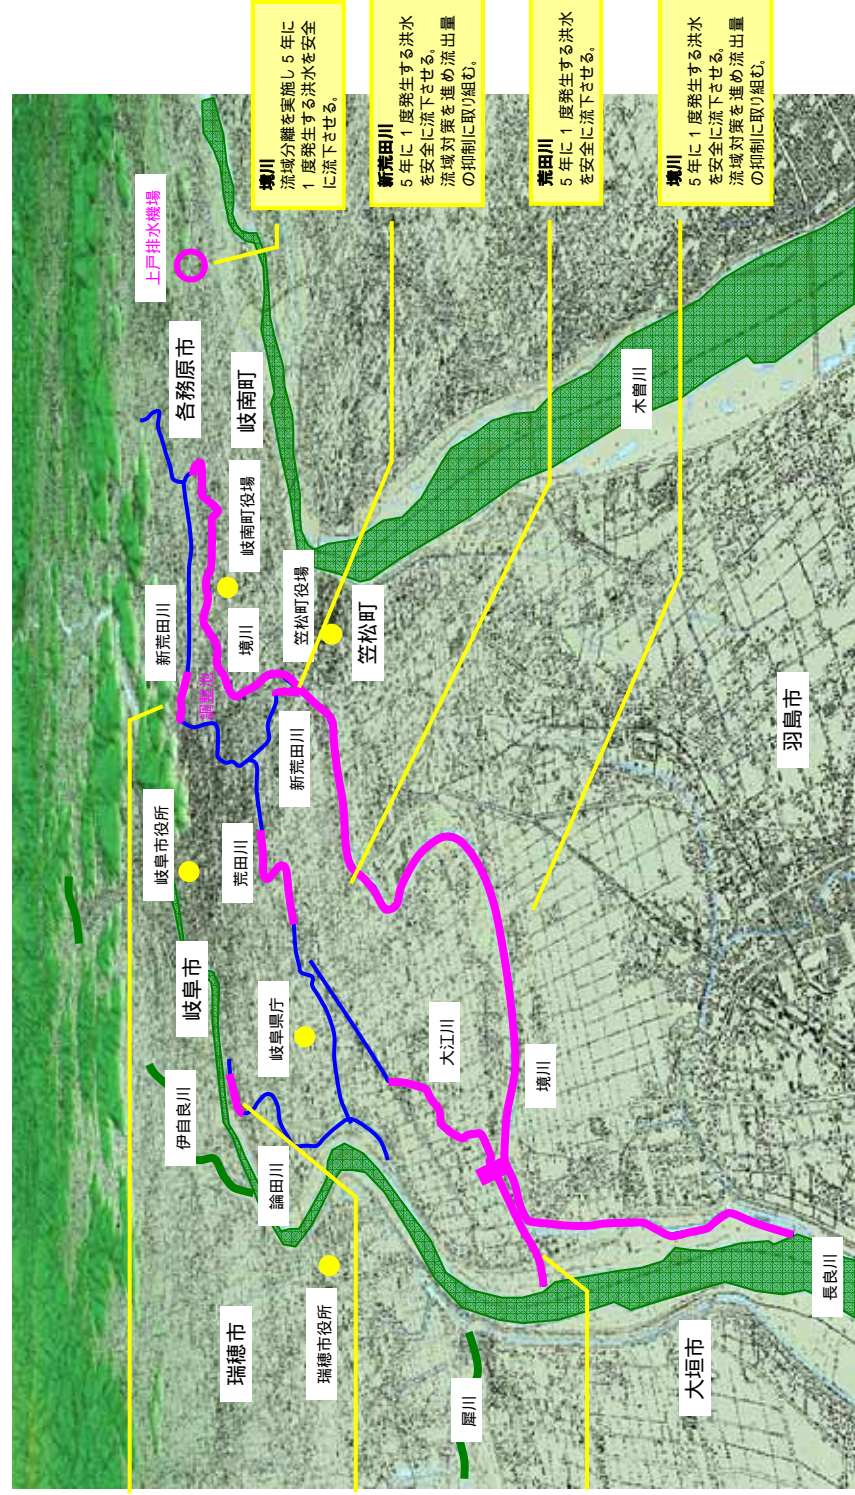 境川
流域分離を実施し5年に
1度発生する洪水を安全
に流下させる。
新荒田川
5年に1度発生する洪水
を安全に流下させる。
流域対策を進め流出量
の抑制に取り組む。
荒田川
5年に1度発生する洪水
を安全に流下させる。
境川
5年に1度発生する洪水
を安全に流下させる。
流域対策を進め流出量
の抑制に取り組む。
上戸排水機場
各務原市
岐南町
岐南町役場
木曽川
新荒田川
境川
笠松町役場
笠松町
調整池
新荒田川
羽島市
岐阜市役所
荒田川
岐阜市
岐阜県庁
大江川
境川
伊自良川
論田川
瑞穂市
瑞穂市役所
長良川
大垣市
犀川